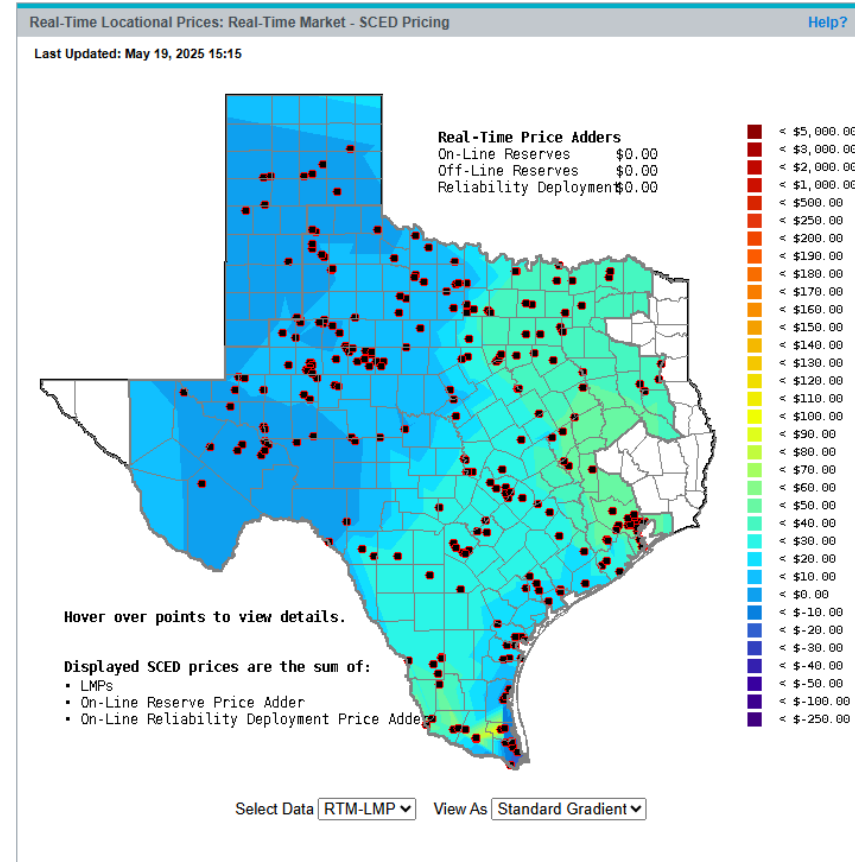 Real-Time Locational Prices: Real-Time Market - SCED Pricing
Help?
Last Updated: May 19, 2025 15:15
Real-Time Price Adders
On-Line Reserves $0.00
Off-Line Reserves $0.00
Reliability Deployment $0.00
< $5,000.00
< $3,000.00
< $2,000.00
< $1,000.00
< $500.00
< $250.00
< $200.00
< $190.00
< $180.00
< $170.00
< $160.00
< $150.00
< $140.00
< $130.00
< $120.00
< $110.00
< $100.00
< $90.00
< $80.00
< $70.00
< $60.00
< $50.00
< $40.00
< $30.00
< $20.00
< $10.00
< $0.00
< $-10.00
< $-20.00
< $-30.00
< $-40.00
< $-50.00
< $-100.00
< $-250.00
Hover over points to view details.
Displayed SCED prices are the sum of:
• LMPs
• On-Line Reserve Price Adder
• On-Line Reliability Deployment Price Adder
Select Data RTM-LMP View As Standard Gradient